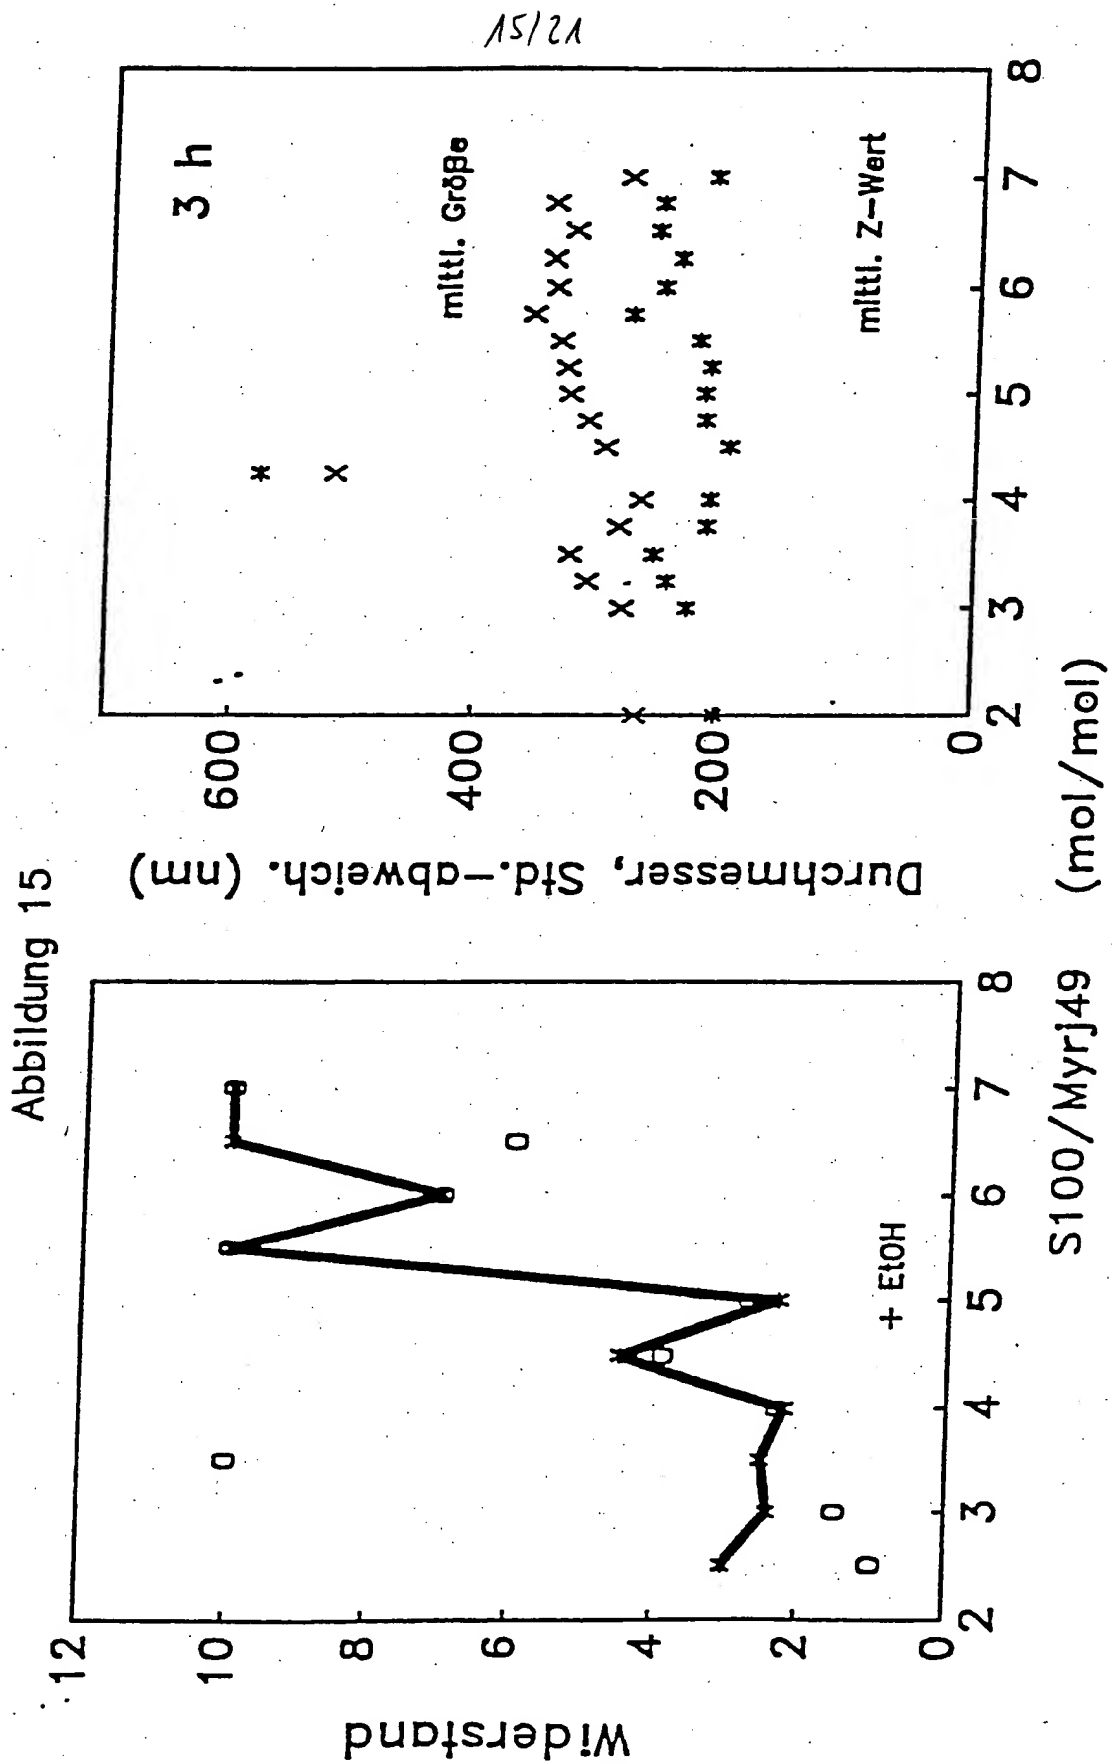 15/21
Abbildung 15
Widerstand
12
10
8
6
4
2
0
2 3 4 5 6 7 8
+ EtOH
S100/Myrj49 (mol/mol)
Durchmesser, Std.-abweich. (nm)
600
400
200
0
2 3 4 5 6 7 8
3 h
mittl. Größe
mittl. Z-Wert